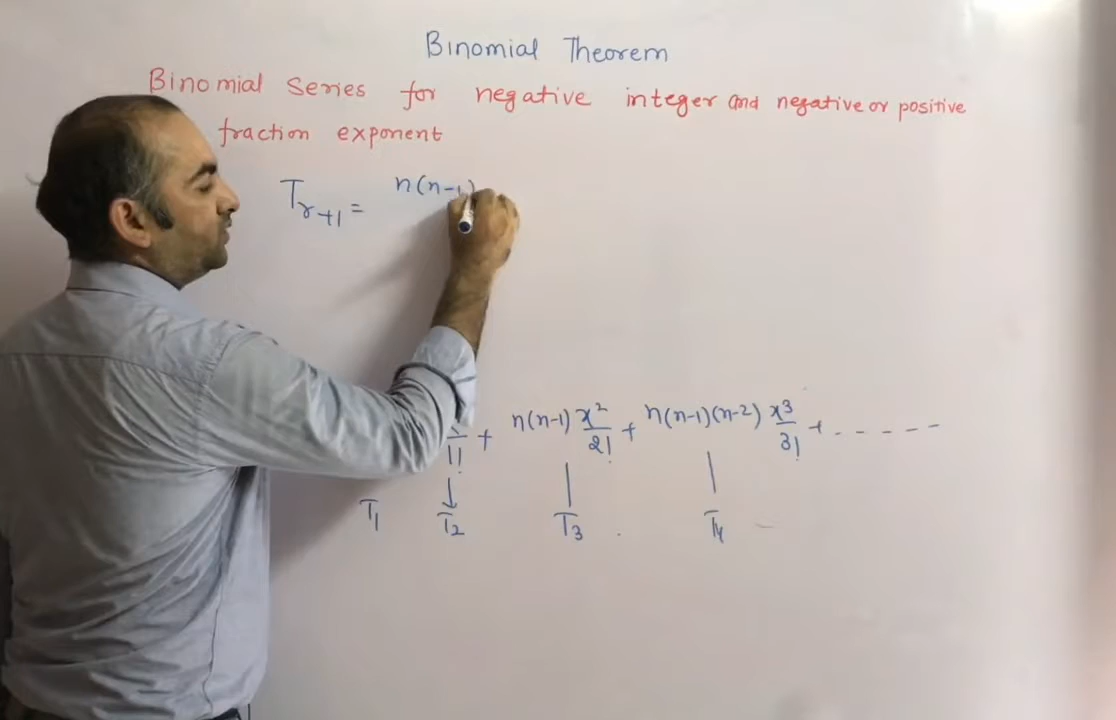 Binomial Theorem
Binomial Series for negative integer and negative or positive
fraction exponent
T_{r+1} = n(n-1)
1! + n(n-1) x²/2! + n(n-1)(n-2) x³/3! + - - - - -
T₁ T₂ T₃ . T₄ -